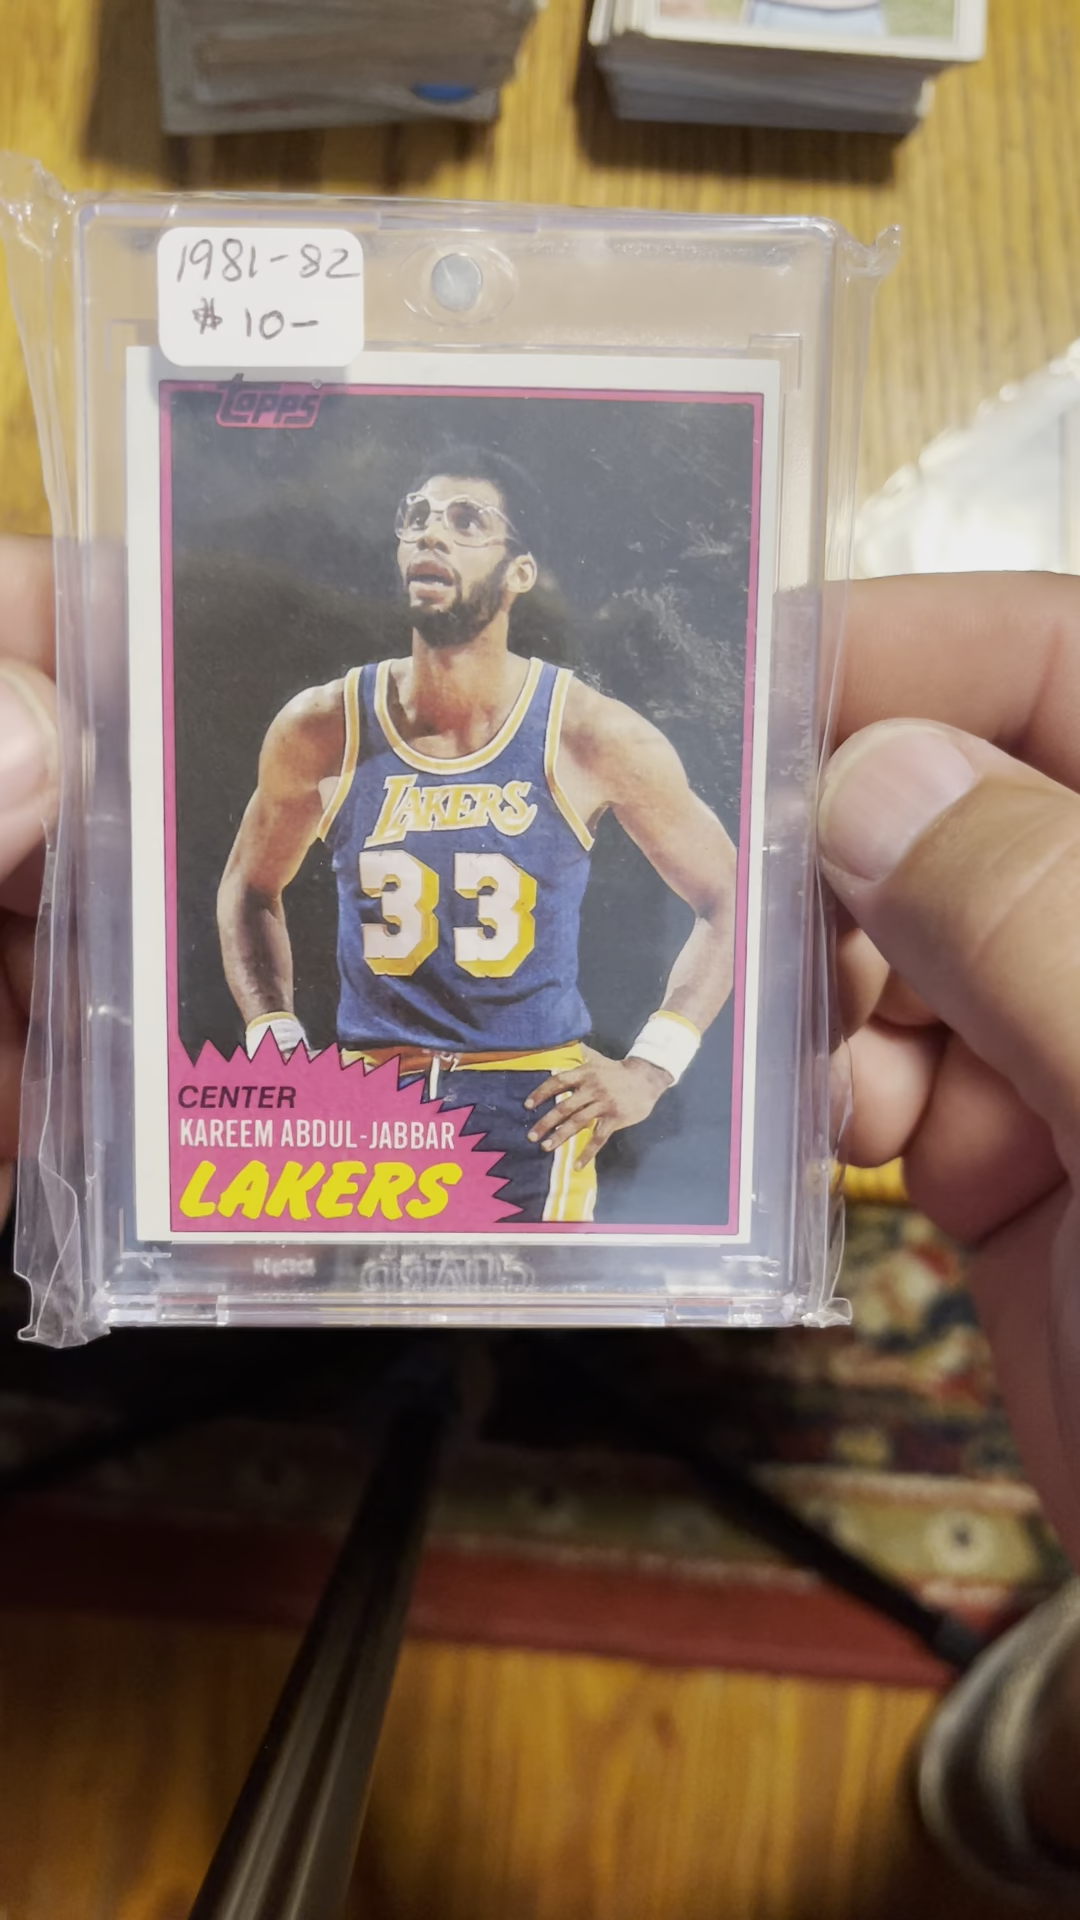 1981-82
$ 10-
topps
LAKERS
33
CENTER
KAREEM ABDUL-JABBAR
LAKERS